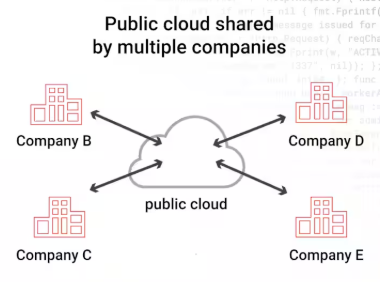 Public cloud shared
by multiple companies
Company B
Company D
public cloud
Company C
Company E